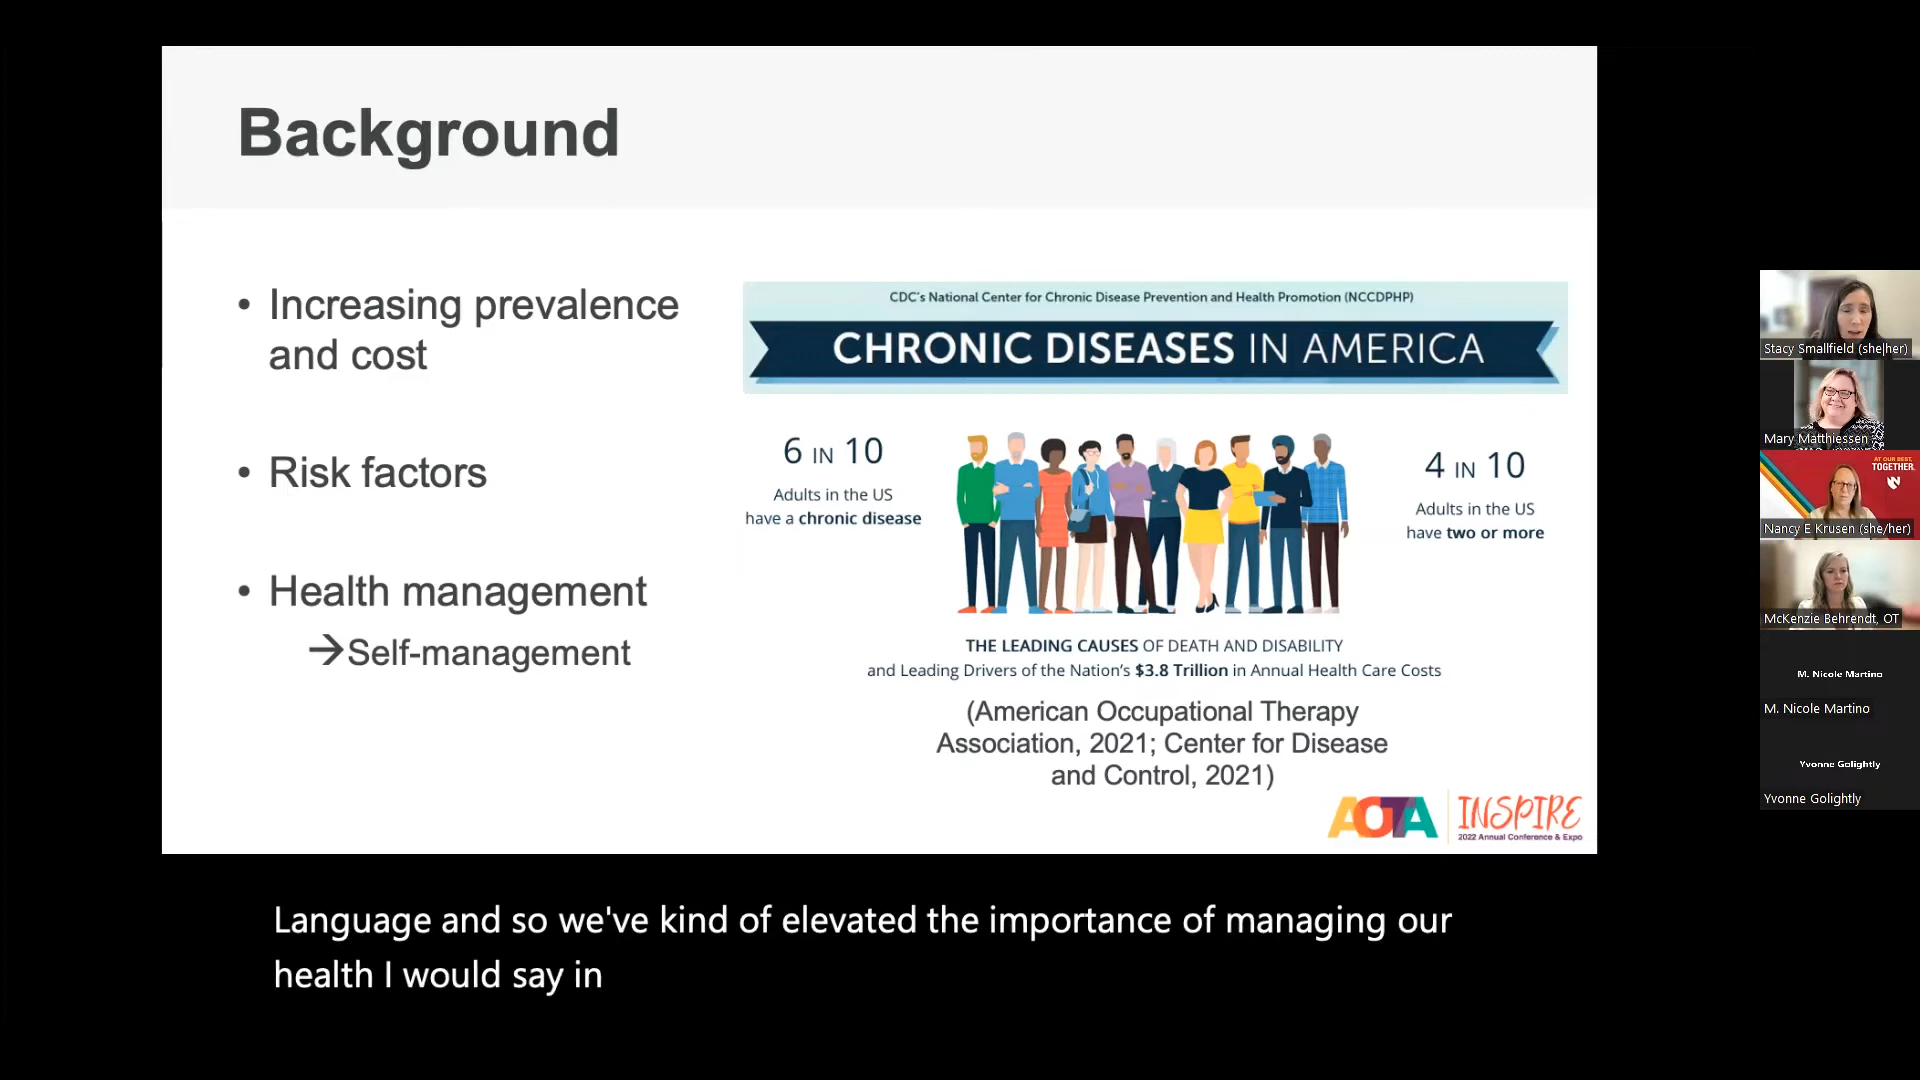 Background
• Increasing prevalence
and cost
• Risk factors
• Health management
→Self-management
CDC's National Center for Chronic Disease Prevention and Health Promotion (NCCDPHP)
CHRONIC DISEASES IN AMERICA
6 IN 10
Adults in the US
have a chronic disease
4 IN 10
Adults in the US
have two or more
THE LEADING CAUSES OF DEATH AND DISABILITY
and Leading Drivers of the Nation's $3.8 Trillion in Annual Health Care Costs
(American Occupational Therapy
Association, 2021; Center for Disease
and Control, 2021)
AOTA
INSPIRE
2022 Annual Conference & Expo
Stacy Smallfield (she|her)
Mary Matthiessen
AT OUR BEST,
TOGETHER.
N
Nancy E Krusen (she/her)
McKenzie Behrendt, OT
M. Nicole Martino
M. Nicole Martino
Yvonne Golightly
Yvonne Golightly
Language and so we've kind of elevated the importance of managing our
health I would say in